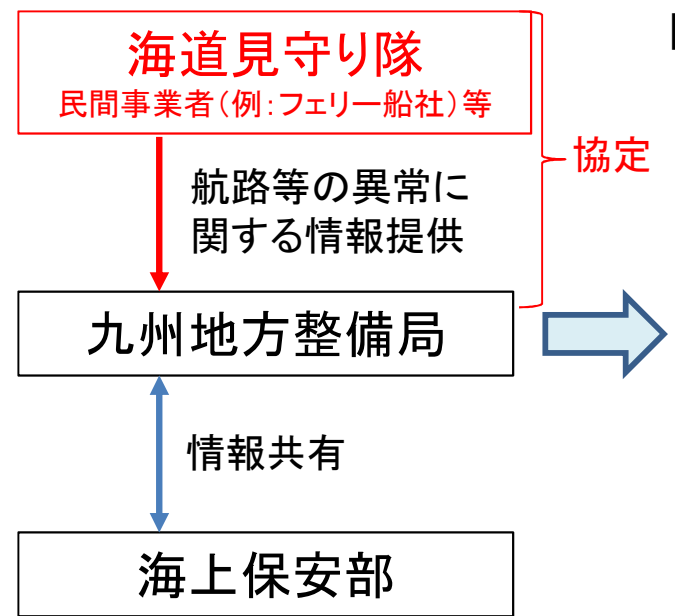 海道見守り隊
民間事業者(例:フェリー船社)等
協定
航路等の異常に
関する情報提供
九州地方整備局
情報共有
海上保安部